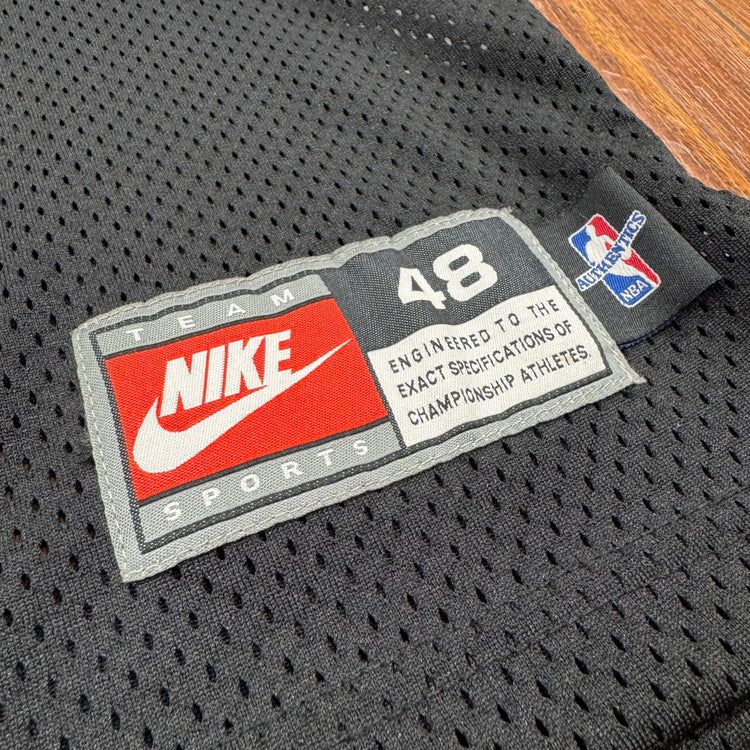 TEAM
NIKE
SPORTS
48
ENGINEERED TO THE
EXACT SPECIFICATIONS OF
CHAMPIONSHIP ATHLETES.
AUTHENTICS
NBA